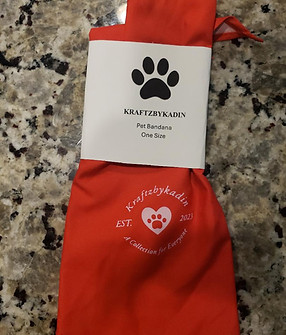 KRAFTZBYKADIN
Pet Bandana
One Size
Kraftzbykadin
EST. 2023
A Collection for Everyone